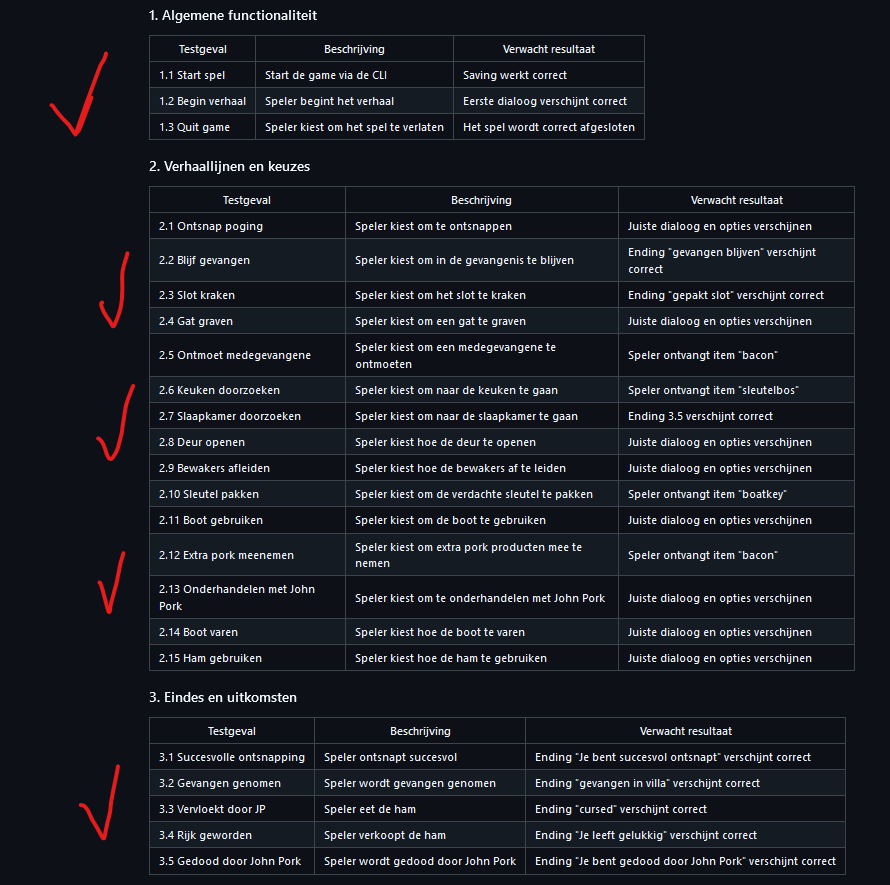 1. Algemene functionaliteit
Testgeval Beschrijving Verwacht resultaat
1.1 Start spel Start de game via de CLI Saving werkt correct
1.2 Begin verhaal Speler begint het verhaal Eerste dialoog verschijnt correct
1.3 Quit game Speler kiest om het spel te verlaten Het spel wordt correct afgesloten
2. Verhaallijnen en keuzes
Testgeval Beschrijving Verwacht resultaat
2.1 Ontsnap poging Speler kiest om te ontsnappen Juiste dialoog en opties verschijnen
2.2 Blijf gevangen Speler kiest om in de gevangenis te blijven Ending "gevangen blijven" verschijnt
correct
2.3 Slot kraken Speler kiest om het slot te kraken Ending "gepakt slot" verschijnt correct
2.4 Gat graven Speler kiest om een gat te graven Juiste dialoog en opties verschijnen
2.5 Ontmoet medegevangene Speler kiest om een medegevangene te
ontmoeten Speler ontvangt item "bacon"
2.6 Keuken doorzoeken Speler kiest om naar de keuken te gaan Speler ontvangt item "sleutelbos"
2.7 Slaapkamer doorzoeken Speler kiest om naar de slaapkamer te gaan Ending 3.5 verschijnt correct
2.8 Deur openen Speler kiest hoe de deur te openen Juiste dialoog en opties verschijnen
2.9 Bewakers afleiden Speler kiest hoe de bewakers af te leiden Juiste dialoog en opties verschijnen
2.10 Sleutel pakken Speler kiest om de verdachte sleutel te pakken Speler ontvangt item "boatkey"
2.11 Boot gebruiken Speler kiest om de boot te gebruiken Juiste dialoog en opties verschijnen
2.12 Extra pork meenemen Speler kiest om extra pork producten mee te
nemen Speler ontvangt item "bacon"
2.13 Onderhandelen met John
Pork Speler kiest om te onderhandelen met John Pork Juiste dialoog en opties verschijnen
2.14 Boot varen Speler kiest hoe de boot te varen Juiste dialoog en opties verschijnen
2.15 Ham gebruiken Speler kiest hoe de ham te gebruiken Juiste dialoog en opties verschijnen
3. Eindes en uitkomsten
Testgeval Beschrijving Verwacht resultaat
3.1 Succesvolle ontsnapping Speler ontsnapt succesvol Ending "Je bent succesvol ontsnapt" verschijnt correct
3.2 Gevangen genomen Speler wordt gevangen genomen Ending "gevangen in villa" verschijnt correct
3.3 Vervloekt door JP Speler eet de ham Ending "cursed" verschijnt correct
3.4 Rijk geworden Speler verkoopt de ham Ending "Je leeft gelukkig" verschijnt correct
3.5 Gedood door John Pork Speler wordt gedood door John Pork Ending "Je bent gedood door John Pork" verschijnt correct